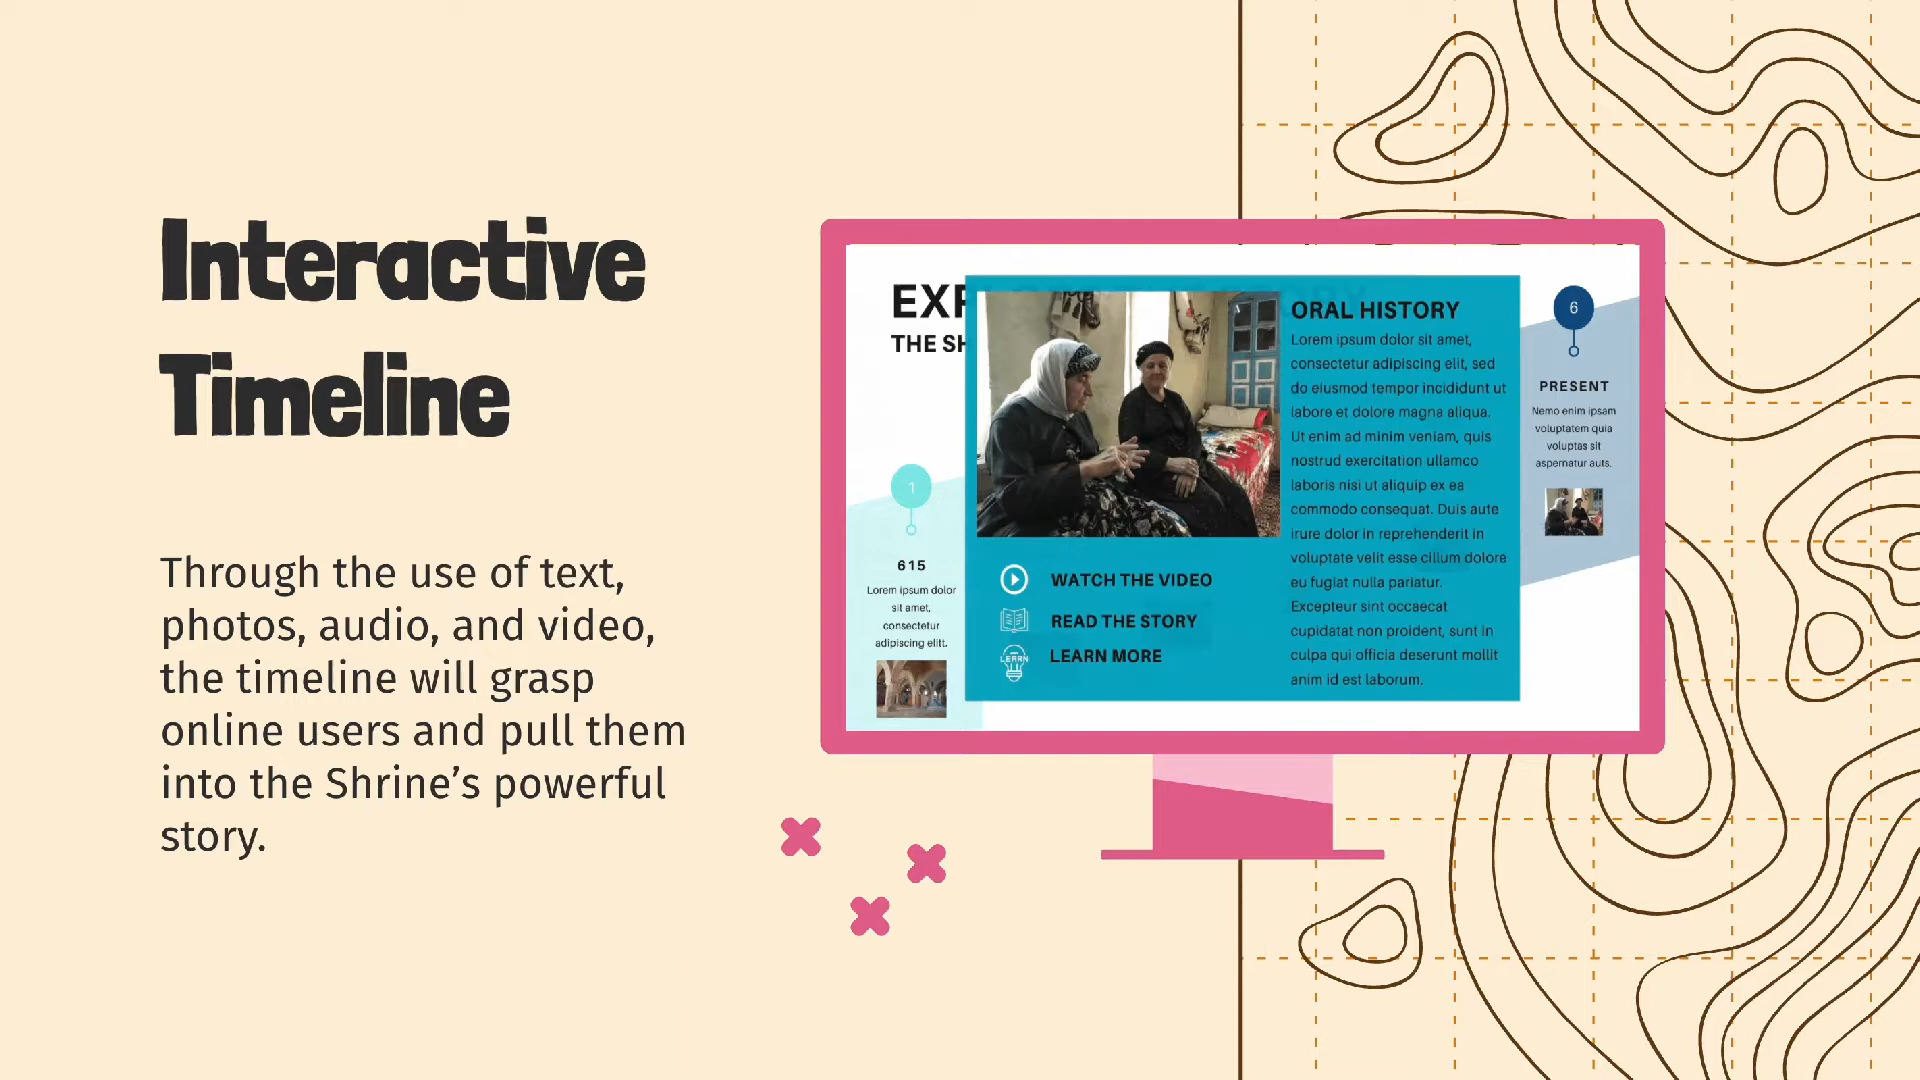 Interactive
Timeline
Through the use of text,
photos, audio, and video,
the timeline will grasp
online users and pull them
into the Shrine’s powerful
story.
1
615
Lorem ipsum dolor
sit amet,
consectetur
adipiscing elitt.
ORAL HISTORY
Lorem ipsum dolor sit amet,
consectetur adipiscing elit, sed
do eiusmod tempor incididunt ut
labore et dolore magna aliqua.
Ut enim ad minim veniam, quis
nostrud exercitation ullamco
laboris nisi ut aliquip ex ea
commodo consequat. Duis aute
irure dolor in reprehenderit in
voluptate velit esse cillum dolore
eu fugiat nulla pariatur.
Excepteur sint occaecat
cupidatat non proident, sunt in
culpa qui officia deserunt mollit
anim id est laborum.
WATCH THE VIDEO
READ THE STORY
LEARN MORE
6
PRESENT
Nemo enim ipsam
voluptatem quia
voluptas sit
aspernatur auts.